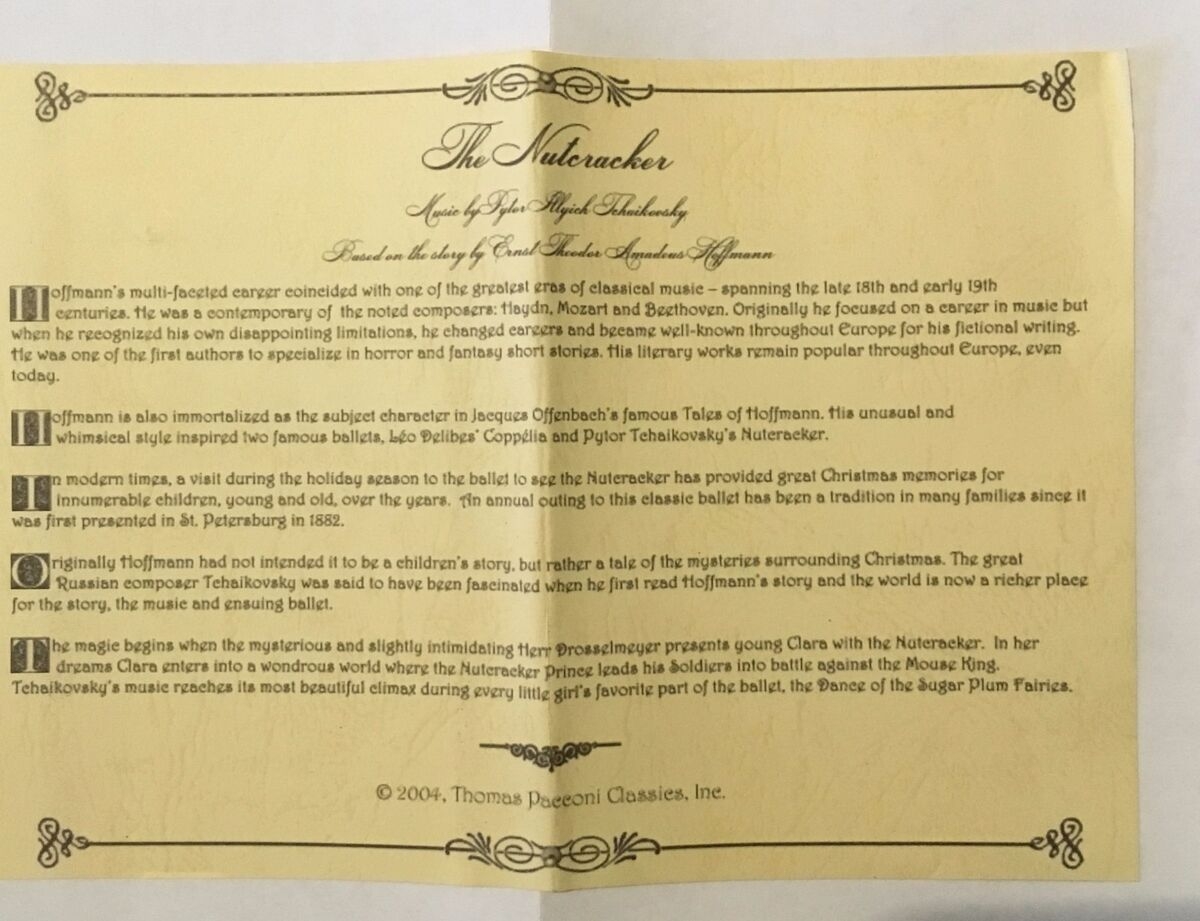 The Nutcracker
Music by Pytor Ilyich Tchaikovsky
Based on the story by Ernst Theodor Amadeus Hoffmann
Hoffmann's multi-faceted career coincided with one of the greatest eras of classical music – spanning the late 18th and early 19th
centuries. He was a contemporary of the noted composers: Haydn, Mozart and Beethoven. Originally he focused on a career in music but
when he recognized his own disappointing limitations, he changed careers and became well-known throughout Europe for his fictional writing.
He was one of the first authors to specialize in horror and fantasy short stories. His literary works remain popular throughout Europe, even
today.
Hoffmann is also immortalized as the subject character in Jacques Offenbach's famous Tales of Hoffmann. His unusual and
whimsical style inspired two famous ballets, Léo Delibes' Coppélia and Pytor Tchaikovsky's Nutcracker.
In modern times, a visit during the holiday season to the ballet to see the Nutcracker has provided great Christmas memories for
innumerable children, young and old, over the years. An annual outing to this classic ballet has been a tradition in many families since it
was first presented in St. Petersburg in 1882.
Originally Hoffmann had not intended it to be a children's story, but rather a tale of the mysteries surrounding Christmas. The great
Russian composer Tchaikovsky was said to have been fascinated when he first read Hoffmann's story and the world is now a richer place
for the story, the music and ensuing ballet.
The magic begins when the mysterious and slightly intimidating Herr Drosselmeyer presents young Clara with the Nutcracker. In her
dreams Clara enters into a wondrous world where the Nutcracker Prince leads his Soldiers into battle against the Mouse King.
Tchaikovsky's music reaches its most beautiful climax during every little girl's favorite part of the ballet, the Dance of the Sugar Plum Fairies.
© 2004, Thomas Pacconi Classics, Inc.